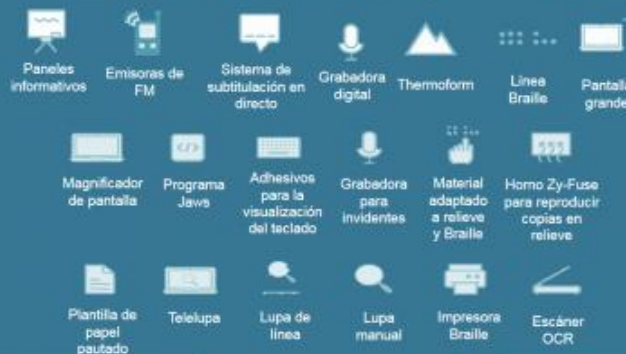 Paneles
informativos
Emisoras de
FM
Sistema de
subtitulación en
directo
Grabadora
digital
Thermoform
Línea
Braille
Pantalla
grande
Magnificador
de pantalla
Programa
Jaws
Adhesivos
para la
visualización
del teclado
Grabadora
para
invidentes
Material
adaptado
a relieve
y Braille
Horno Zy-Fuse
para reproducir
copias en
relieve
Plantilla de
papel
pautado
Telelupa
Lupa de
línea
Lupa
manual
Impresora
Braille
Escáner
OCR